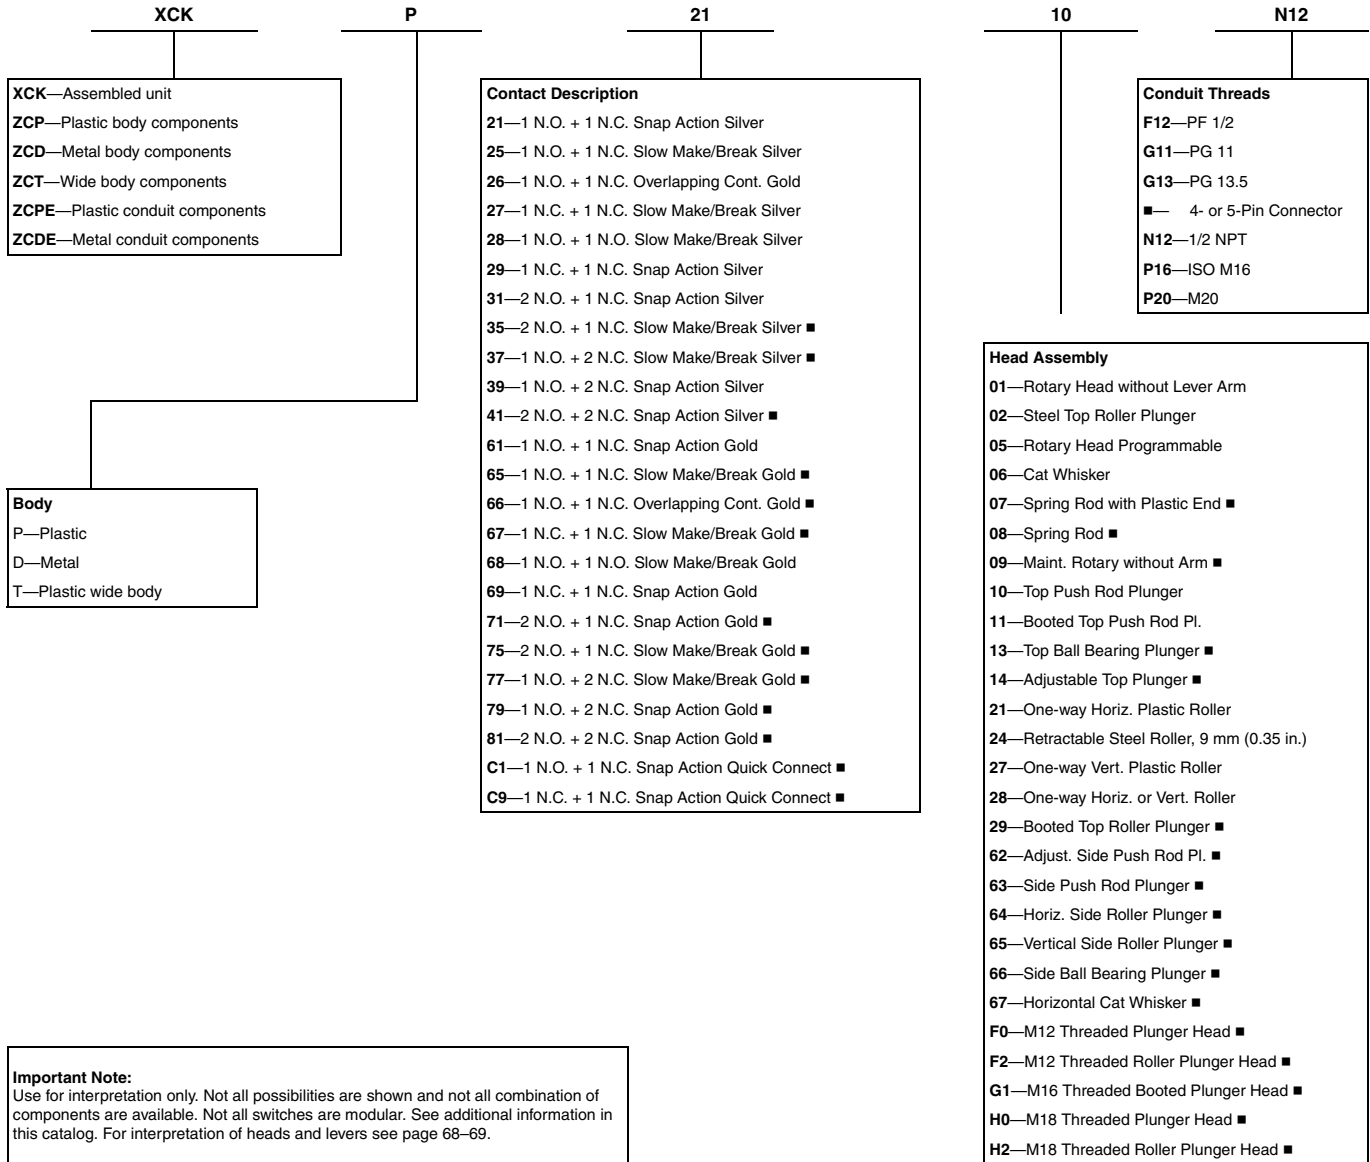 XCK P 21 10 N12
XCK—Assembled unit
ZCP—Plastic body components
ZCD—Metal body components
ZCT—Wide body components
ZCPE—Plastic conduit components
ZCDE—Metal conduit components
Body
P—Plastic
D—Metal
T—Plastic wide body
Contact Description
21—1 N.O. + 1 N.C. Snap Action Silver
25—1 N.O. + 1 N.C. Slow Make/Break Silver
26—1 N.O. + 1 N.C. Overlapping Cont. Gold
27—1 N.C. + 1 N.C. Slow Make/Break Silver
28—1 N.O. + 1 N.O. Slow Make/Break Silver
29—1 N.C. + 1 N.C. Snap Action Silver
31—2 N.O. + 1 N.C. Snap Action Silver
35—2 N.O. + 1 N.C. Slow Make/Break Silver ■
37—1 N.O. + 2 N.C. Slow Make/Break Silver ■
39—1 N.O. + 2 N.C. Snap Action Silver
41—2 N.O. + 2 N.C. Snap Action Silver ■
61—1 N.O. + 1 N.C. Snap Action Gold
65—1 N.O. + 1 N.C. Slow Make/Break Gold ■
66—1 N.O. + 1 N.C. Overlapping Cont. Gold ■
67—1 N.C. + 1 N.C. Slow Make/Break Gold ■
68—1 N.O. + 1 N.O. Slow Make/Break Gold
69—1 N.C. + 1 N.C. Snap Action Gold
71—2 N.O. + 1 N.C. Snap Action Gold ■
75—2 N.O. + 1 N.C. Slow Make/Break Gold ■
77—1 N.O. + 2 N.C. Slow Make/Break Gold ■
79—1 N.O. + 2 N.C. Snap Action Gold ■
81—2 N.O. + 2 N.C. Snap Action Gold ■
C1—1 N.O. + 1 N.C. Snap Action Quick Connect ■
C9—1 N.C. + 1 N.C. Snap Action Quick Connect ■
Conduit Threads
F12—PF 1/2
G11—PG 11
G13—PG 13.5
■— 4- or 5-Pin Connector
N12—1/2 NPT
P16—ISO M16
P20—M20
Head Assembly
01—Rotary Head without Lever Arm
02—Steel Top Roller Plunger
05—Rotary Head Programmable
06—Cat Whisker
07—Spring Rod with Plastic End ■
08—Spring Rod ■
09—Maint. Rotary without Arm ■
10—Top Push Rod Plunger
11—Booted Top Push Rod Pl.
13—Top Ball Bearing Plunger ■
14—Adjustable Top Plunger ■
21—One-way Horiz. Plastic Roller
24—Retractable Steel Roller, 9 mm (0.35 in.)
27—One-way Vert. Plastic Roller
28—One-way Horiz. or Vert. Roller
29—Booted Top Roller Plunger ■
62—Adjust. Side Push Rod Pl. ■
63—Side Push Rod Plunger ■
64—Horiz. Side Roller Plunger ■
65—Vertical Side Roller Plunger ■
66—Side Ball Bearing Plunger ■
67—Horizontal Cat Whisker ■
F0—M12 Threaded Plunger Head ■
F2—M12 Threaded Roller Plunger Head ■
G1—M16 Threaded Booted Plunger Head ■
H0—M18 Threaded Plunger Head ■
H2—M18 Threaded Roller Plunger Head ■
Important Note:
Use for interpretation only. Not all possibilities are shown and not all combination of
components are available. Not all switches are modular. See additional information in
this catalog. For interpretation of heads and levers see page 68–69.